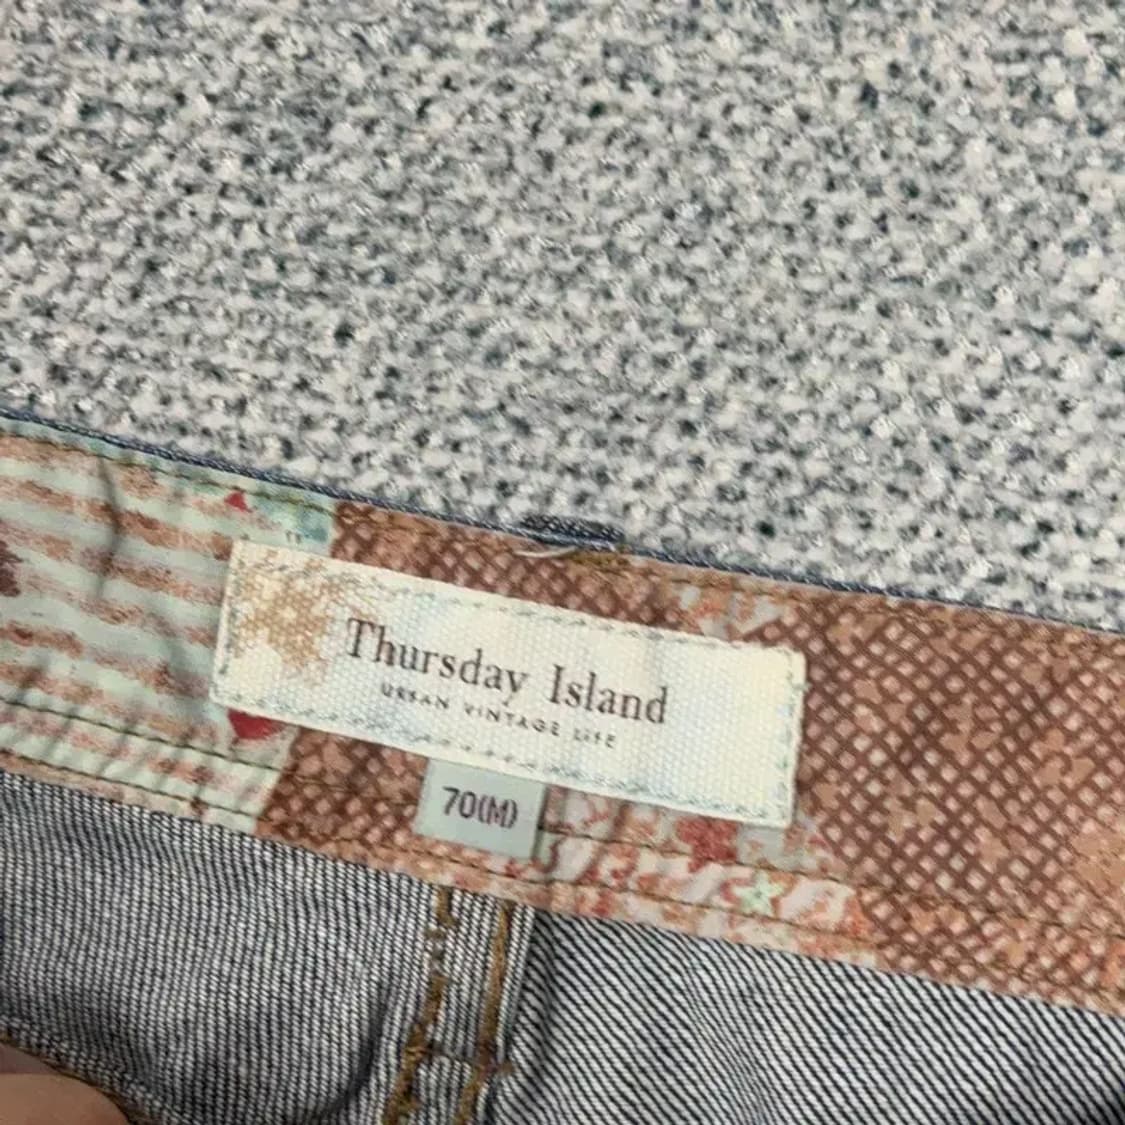 Thursday Island
URBAN VINTAGE LIFE
70(M)